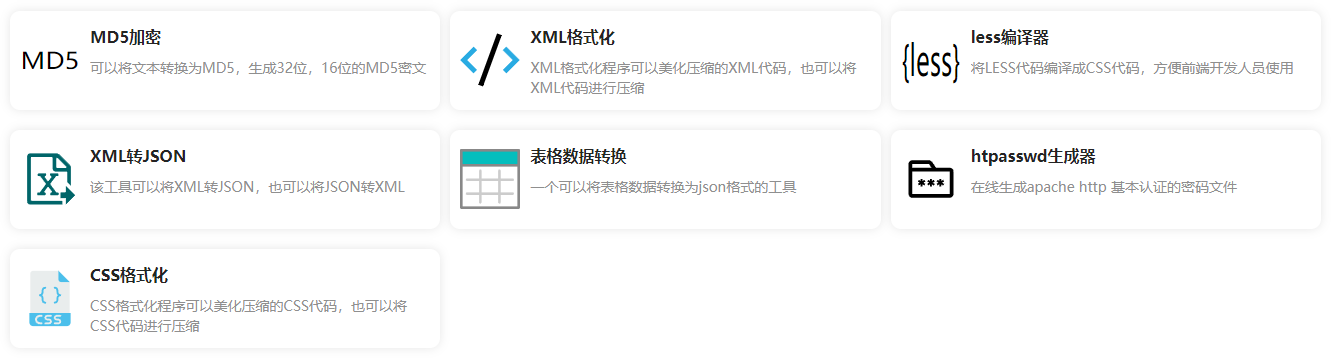 MD5
MD5加密
可以将文本转换为MD5，生成32位，16位的MD5密文
XML格式化
XML格式化程序可以美化压缩的XML代码，也可以将
XML代码进行压缩
{less}
less编译器
将LESS代码编译成CSS代码，方便前端开发人员使用
X
XML转JSON
该工具可以将XML转JSON，也可以将JSON转XML
表格数据转换
一个可以将表格数据转换为json格式的工具
***
htpasswd生成器
在线生成apache http 基本认证的密码文件
{ }
CSS
CSS格式化
CSS格式化程序可以美化压缩的CSS代码，也可以将
CSS代码进行压缩